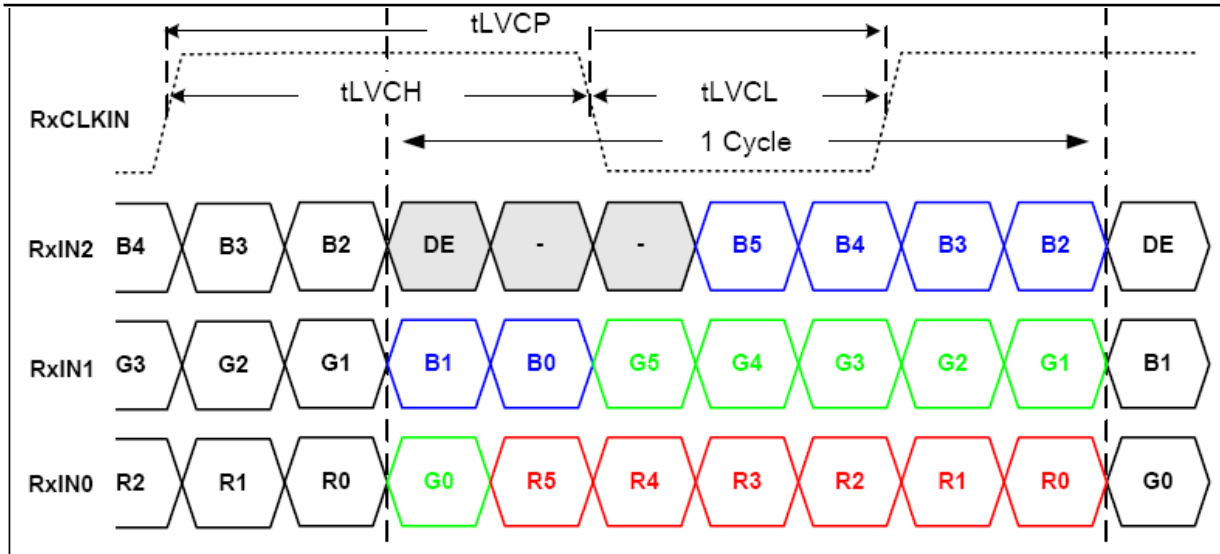 tLVCP
tLVCH tLVCL
RxCLKIN
1 Cycle
RxIN2 B4 B3 B2 DE - - B5 B4 B3 B2 DE
RxIN1 G3 G2 G1 B1 B0 G5 G4 G3 G2 G1 B1
RxIN0 R2 R1 R0 G0 R5 R4 R3 R2 R1 R0 G0